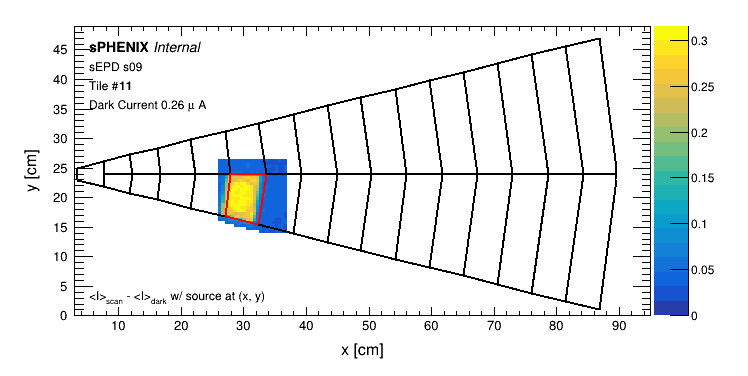 sPHENIX Internal
sEPD s09
Tile #11
Dark Current 0.26 μ A
<I>scan - <I>dark w/ source at (x, y)
y [cm]
45
40
35
30
25
20
15
10
5
0
10 20 30 40 50 60 70 80 90
x [cm]
0.3
0.25
0.2
0.15
0.1
0.05
0